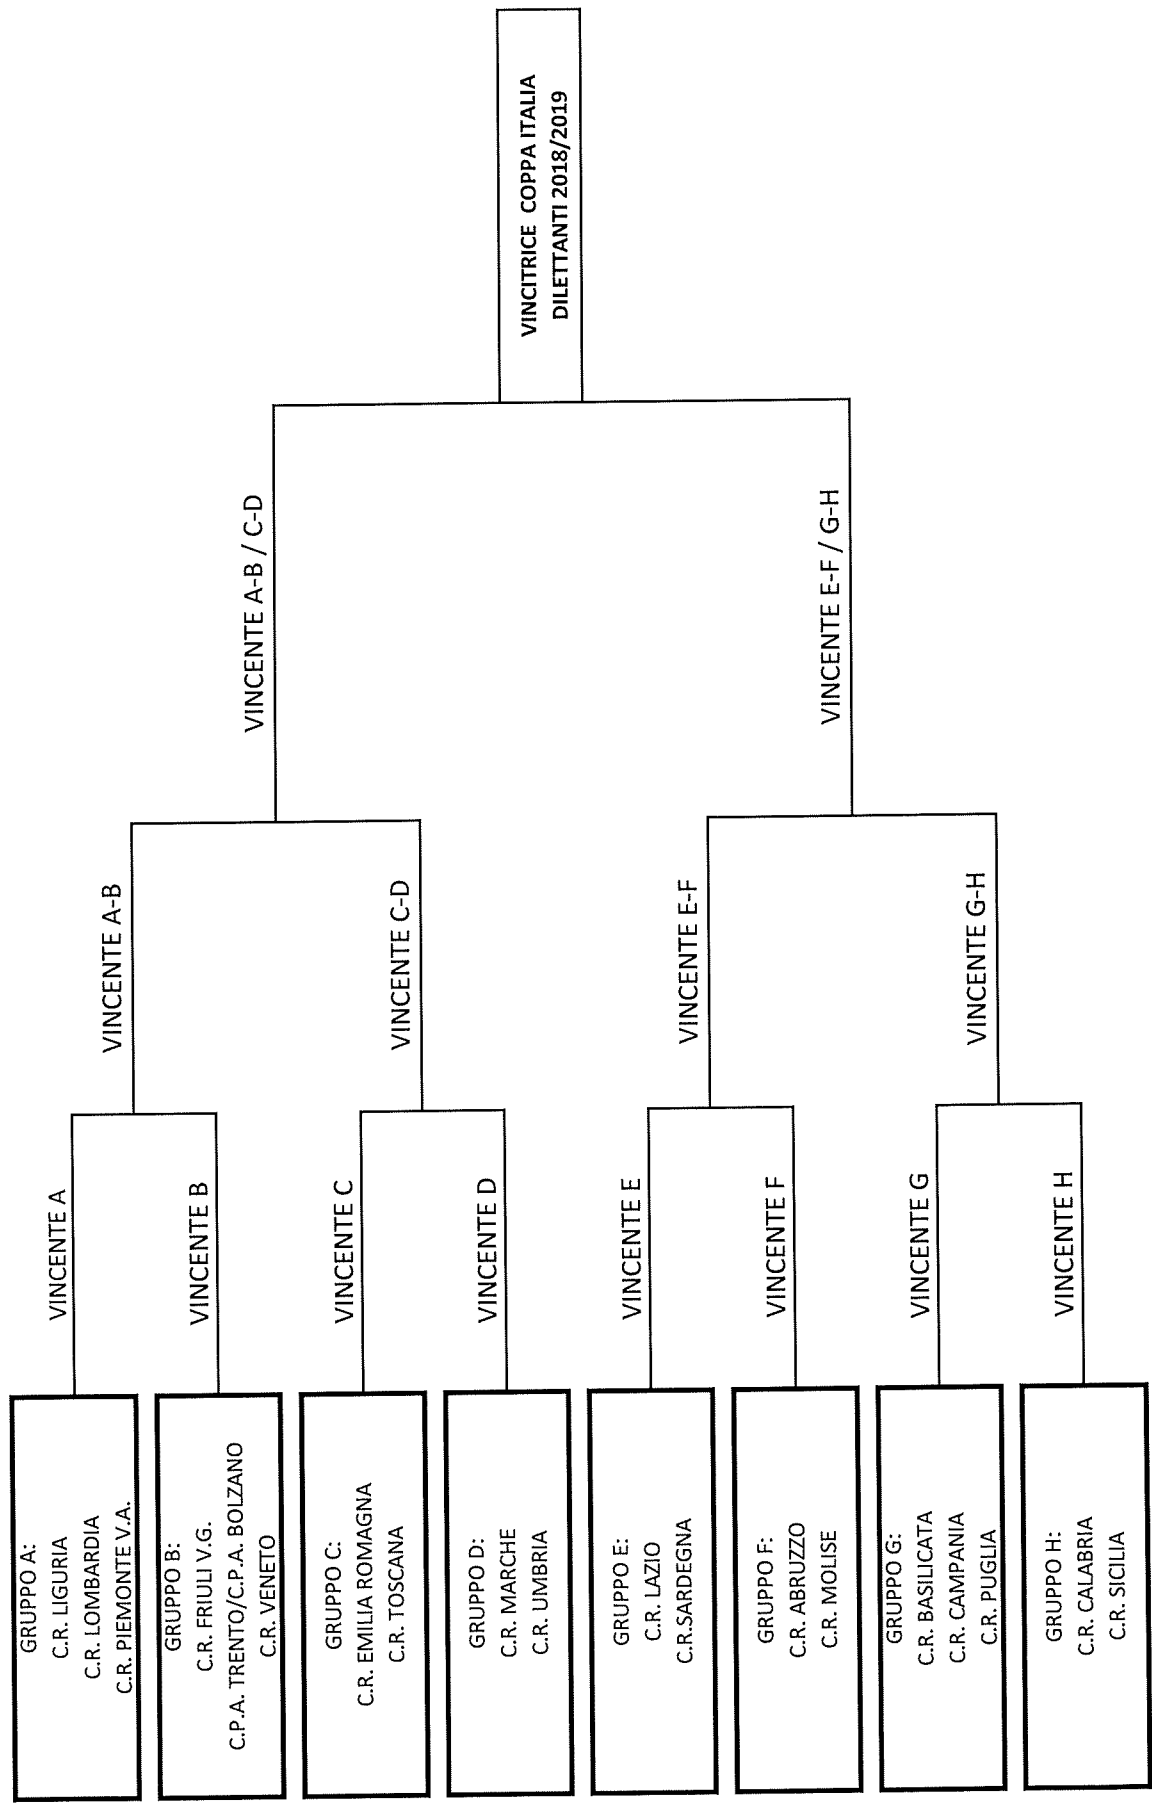 GRUPPO A:
C.R. LIGURIA
C.R. LOMBARDIA
C.R. PIEMONTE V.A.
GRUPPO B:
C.R. FRIULI V.G.
C.P.A. TRENTO/C.P.A. BOLZANO
C.R. VENETO
GRUPPO C:
C.R. EMILIA ROMAGNA
C.R. TOSCANA
GRUPPO D:
C.R. MARCHE
C.R. UMBRIA
GRUPPO E:
C.R. LAZIO
C.R.SARDEGNA
GRUPPO F:
C.R. ABRUZZO
C.R. MOLISE
GRUPPO G:
C.R. BASILICATA
C.R. CAMPANIA
C.R. PUGLIA
GRUPPO H:
C.R. CALABRIA
C.R. SICILIA
VINCENTE A
VINCENTE B
VINCENTE C
VINCENTE D
VINCENTE E
VINCENTE F
VINCENTE G
VINCENTE H
VINCENTE A-B
VINCENTE C-D
VINCENTE E-F
VINCENTE G-H
VINCENTE A-B / C-D
VINCENTE E-F / G-H
VINCITRICE COPPA ITALIA
DILETTANTI 2018/2019